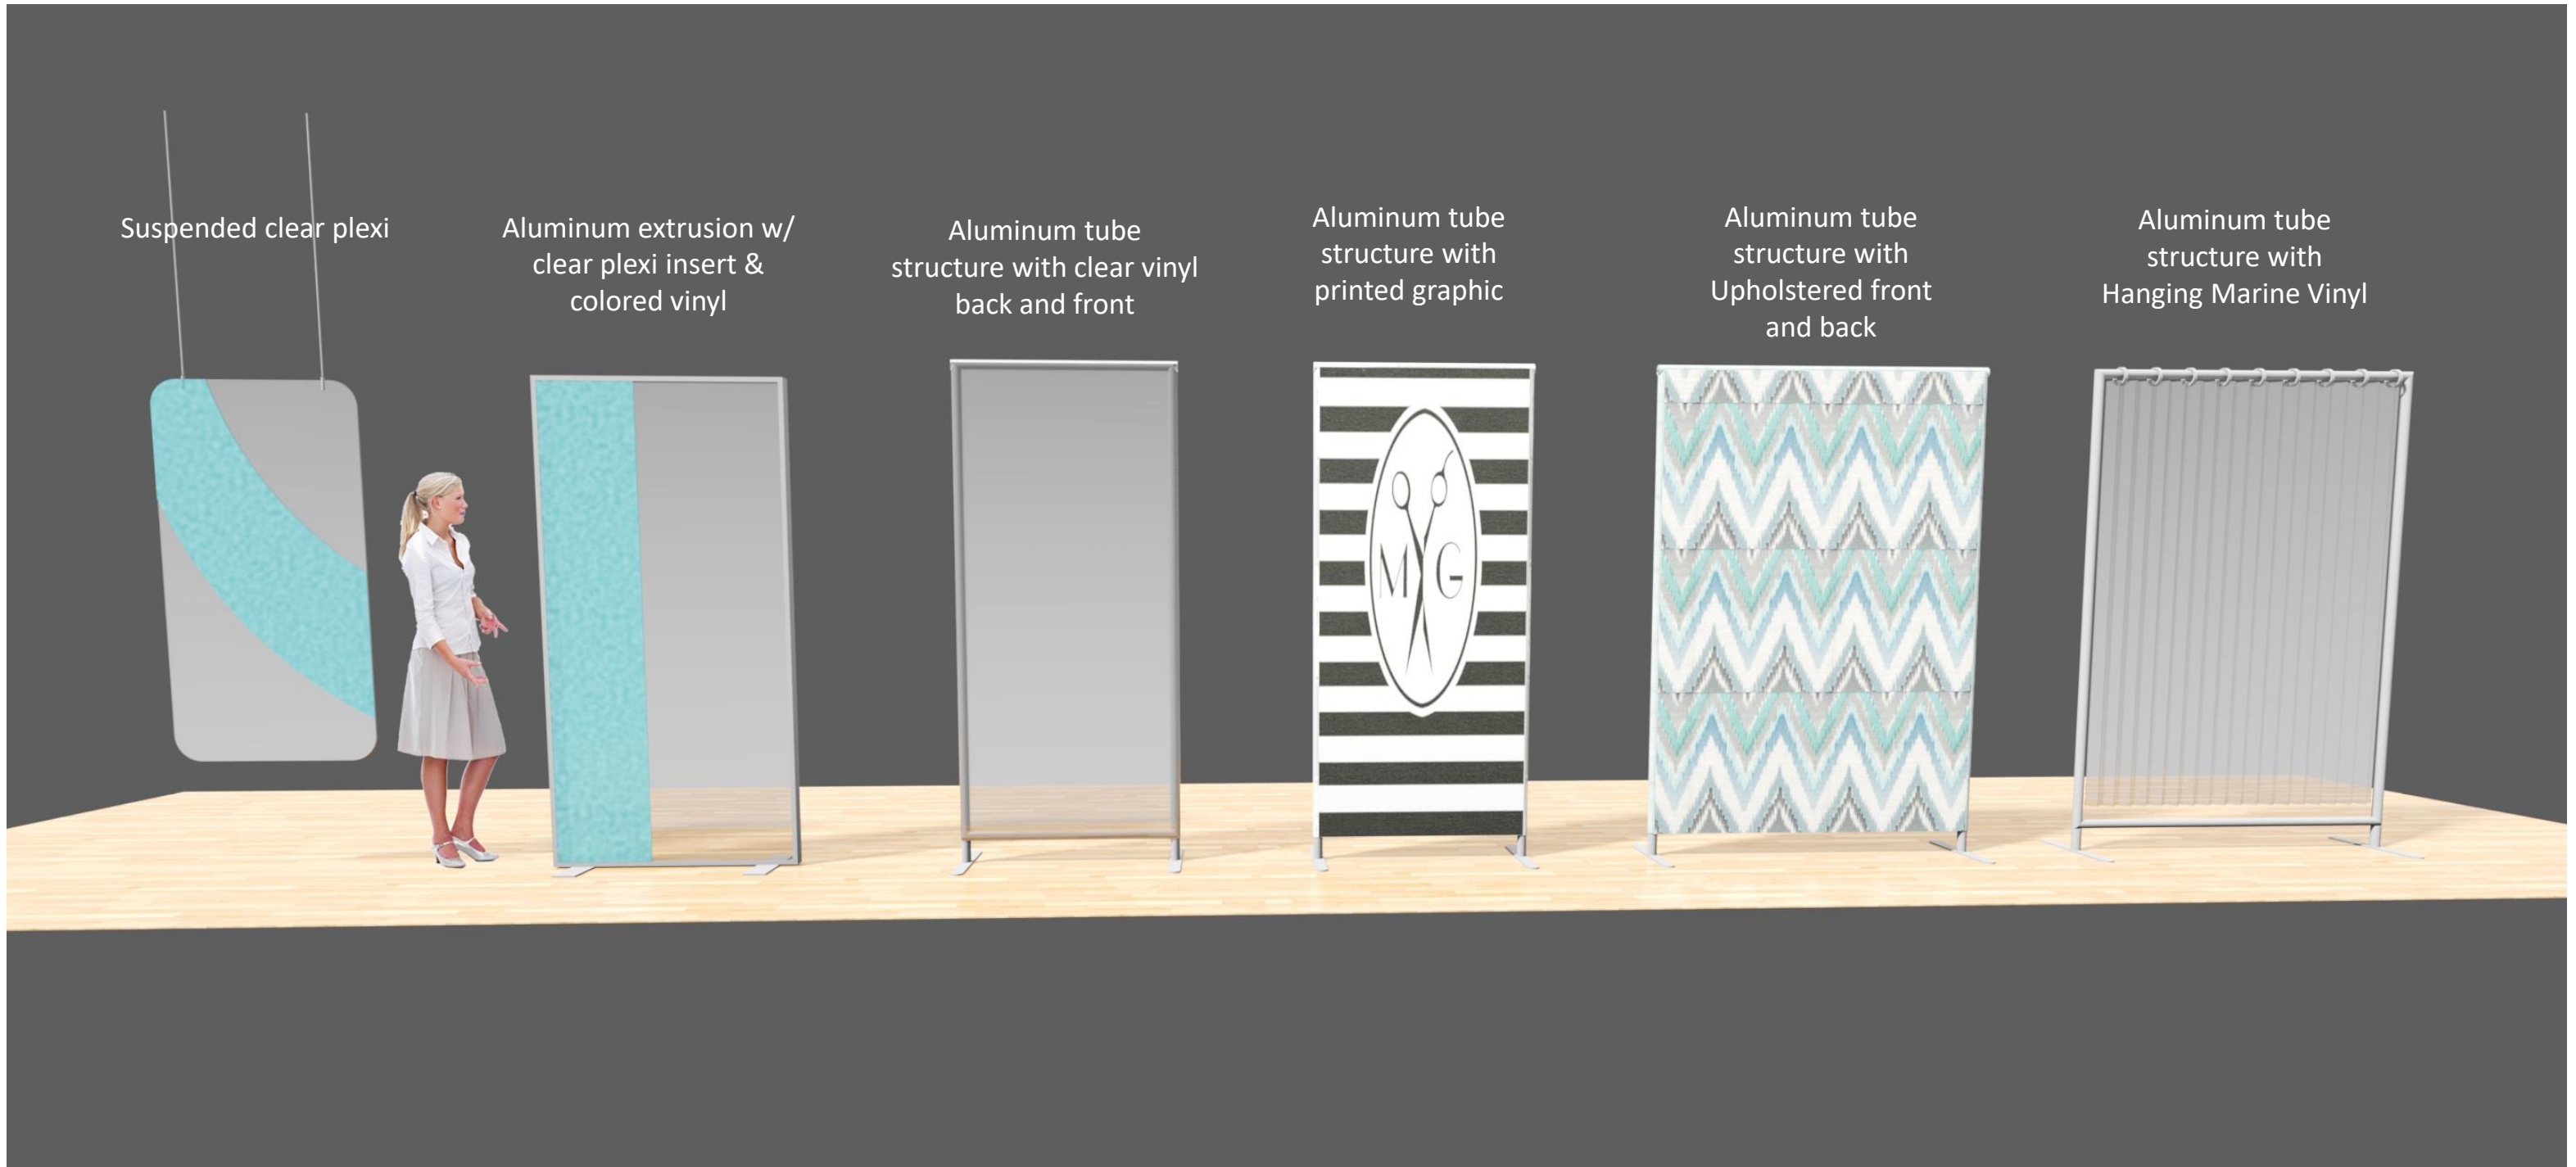 Suspended clear plexi
Aluminum extrusion w/
clear plexi insert &
colored vinyl
Aluminum tube
structure with clear vinyl
back and front
Aluminum tube
structure with
printed graphic
Aluminum tube
structure with
Upholstered front
and back
Aluminum tube
structure with
Hanging Marine Vinyl
M G